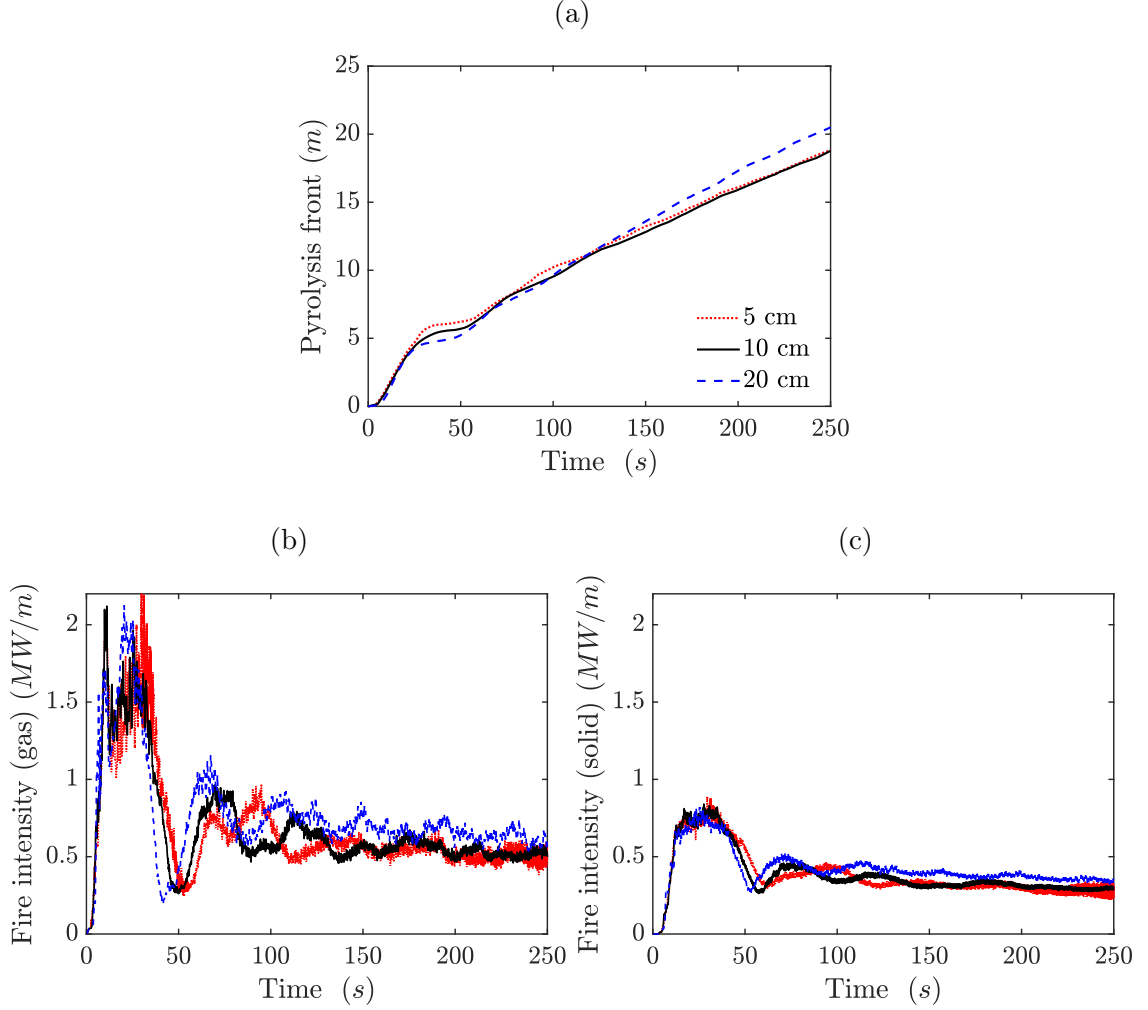 (a)
Pyrolysis front (m)
25
20
15
10
5
0
0 50 100 150 200 250
Time (s)
5 cm
10 cm
20 cm
(b)
Fire intensity (gas) (MW/m)
2
1.5
1
0.5
0
0 50 100 150 200 250
Time (s)
(c)
Fire intensity (solid) (MW/m)
2
1.5
1
0.5
0
0 50 100 150 200 250
Time (s)